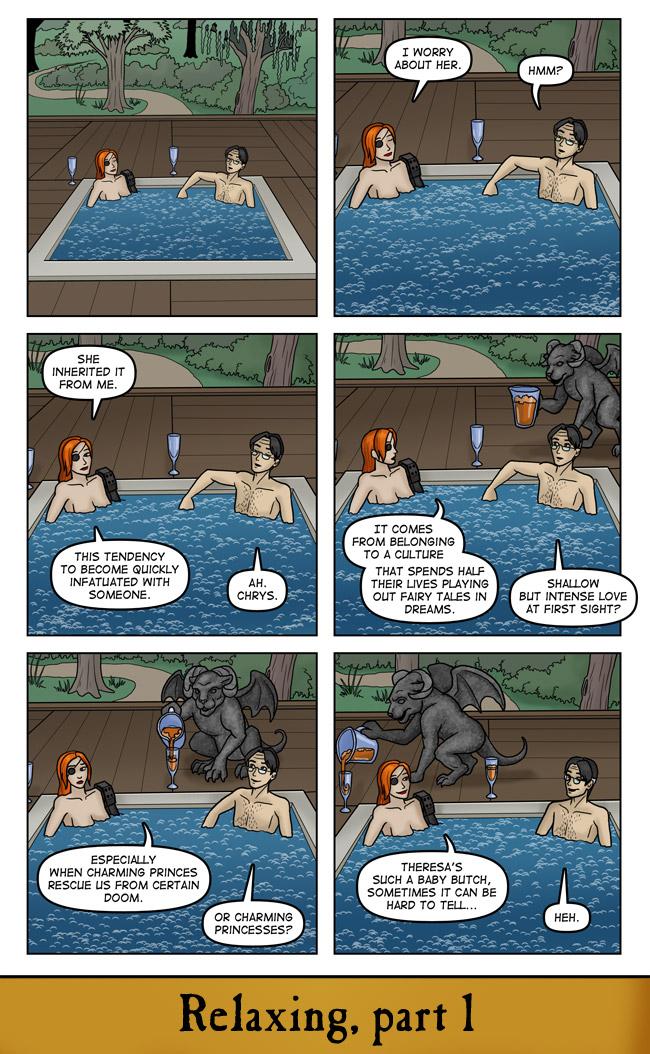 I WORRY
ABOUT HER.
HMM?
SHE
INHERITED IT
FROM ME.
THIS TENDENCY
TO BECOME QUICKLY
INFATUATED WITH
SOMEONE.
AH.
CHRYS.
IT COMES
FROM BELONGING
TO A CULTURE
THAT SPENDS HALF
THEIR LIVES PLAYING
OUT FAIRY TALES IN
DREAMS.
SHALLOW
BUT INTENSE LOVE
AT FIRST SIGHT?
ESPECIALLY
WHEN CHARMING PRINCES
RESCUE US FROM CERTAIN
DOOM.
OR CHARMING
PRINCESSES?
THERESA'S
SUCH A BABY BUTCH,
SOMETIMES IT CAN BE
HARD TO TELL...
HEH.
Relaxing, part 1